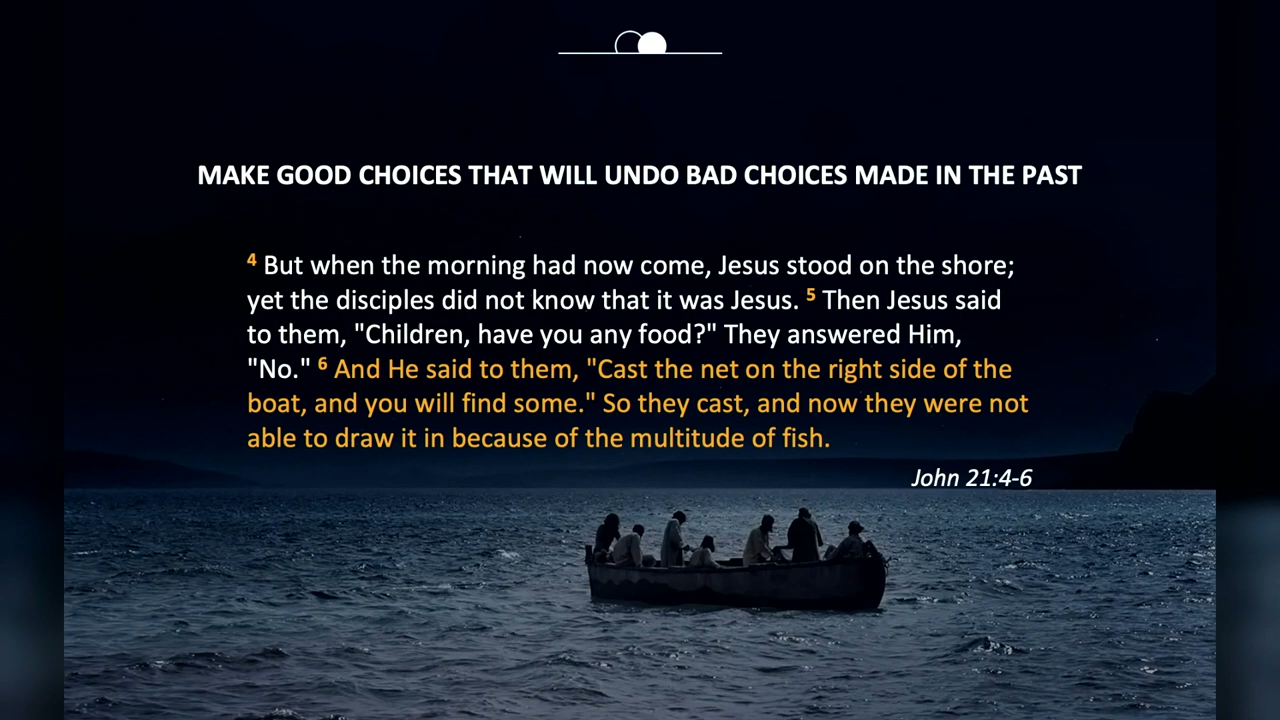 MAKE GOOD CHOICES THAT WILL UNDO BAD CHOICES MADE IN THE PAST
4 But when the morning had now come, Jesus stood on the shore;
yet the disciples did not know that it was Jesus. 5 Then Jesus said
to them, "Children, have you any food?" They answered Him,
"No." 6 And He said to them, "Cast the net on the right side of the
boat, and you will find some." So they cast, and now they were not
able to draw it in because of the multitude of fish.
John 21:4-6